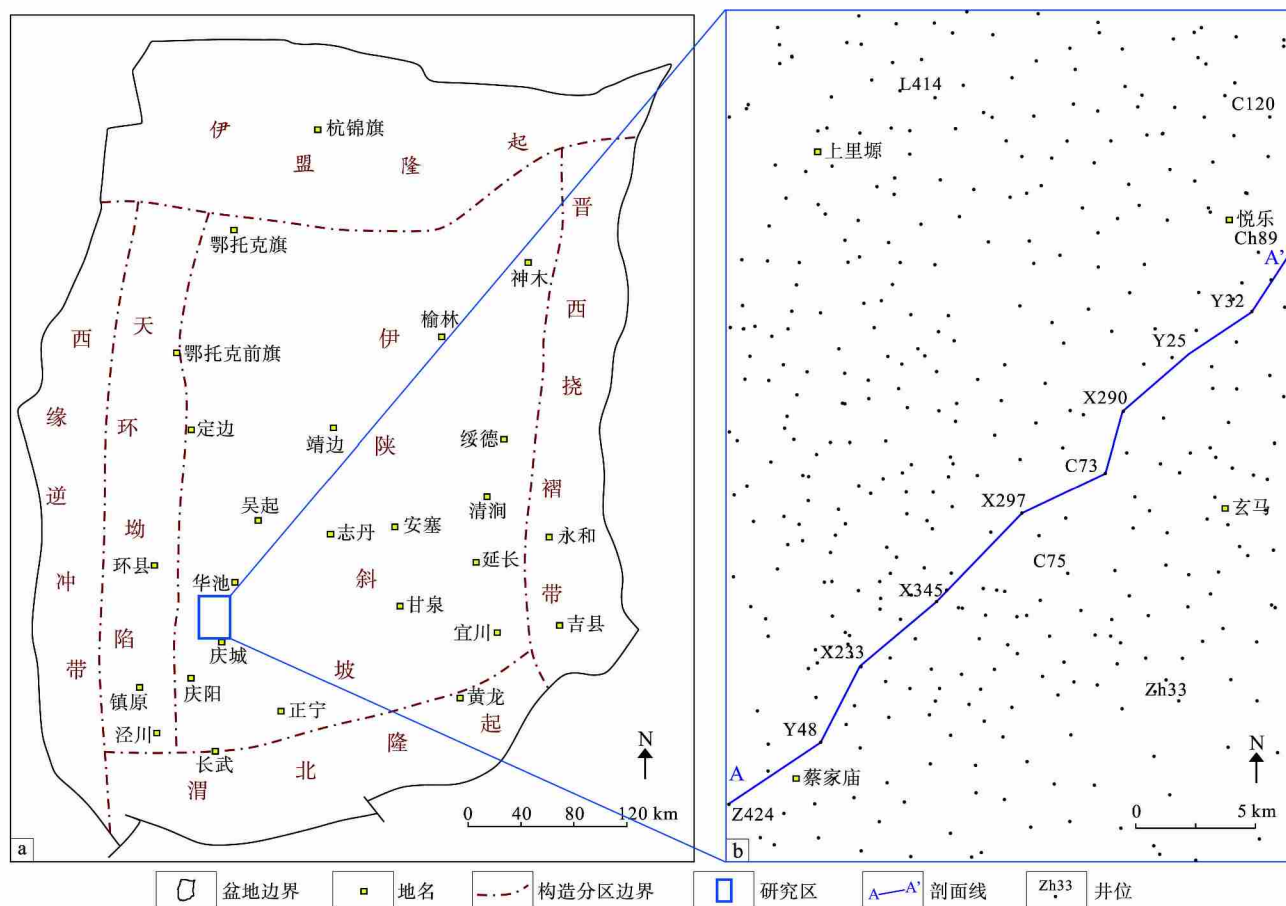 伊盟隆起
杭锦旗
鄂托克旗
神木
榆林
鄂托克前旗
定边
靖边
绥德
清涧
吴起
志丹
安塞
永和
延长
环县
华池
甘泉
宜川
吉县
庆城
庆阳
镇原
正宁
黄龙
泾川
长武
西缘逆冲带
天环坳陷
伊陕斜坡
晋西挠褶带
渭北隆起
N
0 40 80 120 km
a
L414
C120
上里塬
悦乐
Ch89
A'
Y32
Y25
X290
C73
X297
玄马
C75
X345
X233
Zh33
Y48
N
A
蔡家庙
Z424
0 5 km
b
盆地边界
地名
构造分区边界
研究区
A A' 剖面线
Zh33 井位